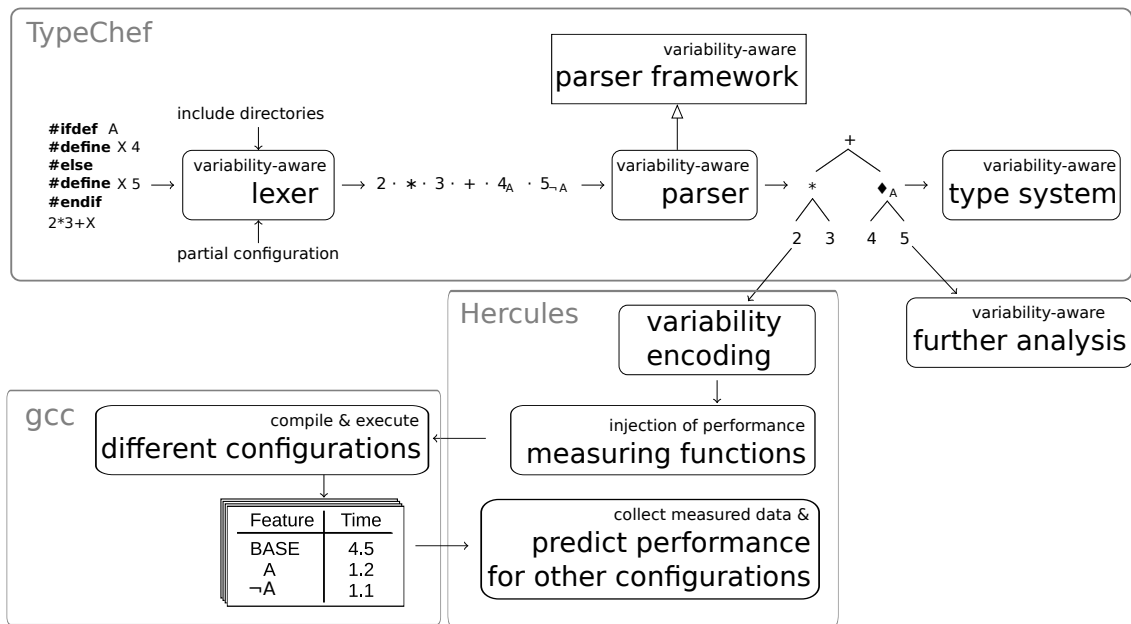 TypeChef
variability-aware
parser framework
include directories
#ifdef A
#define X 4
#else
#define X 5
#endif
2*3+X
variability-aware
lexer
partial configuration
2 · * · 3 · + · 4A · 5¬A
variability-aware
parser
+
* ♦A
2 3 4 5
variability-aware
type system
Hercules
variability
encoding
variability-aware
further analysis
gcc
compile & execute
different configurations
injection of performance
measuring functions
Feature Time
BASE 4.5
A 1.2
¬A 1.1
collect measured data &
predict performance
for other configurations